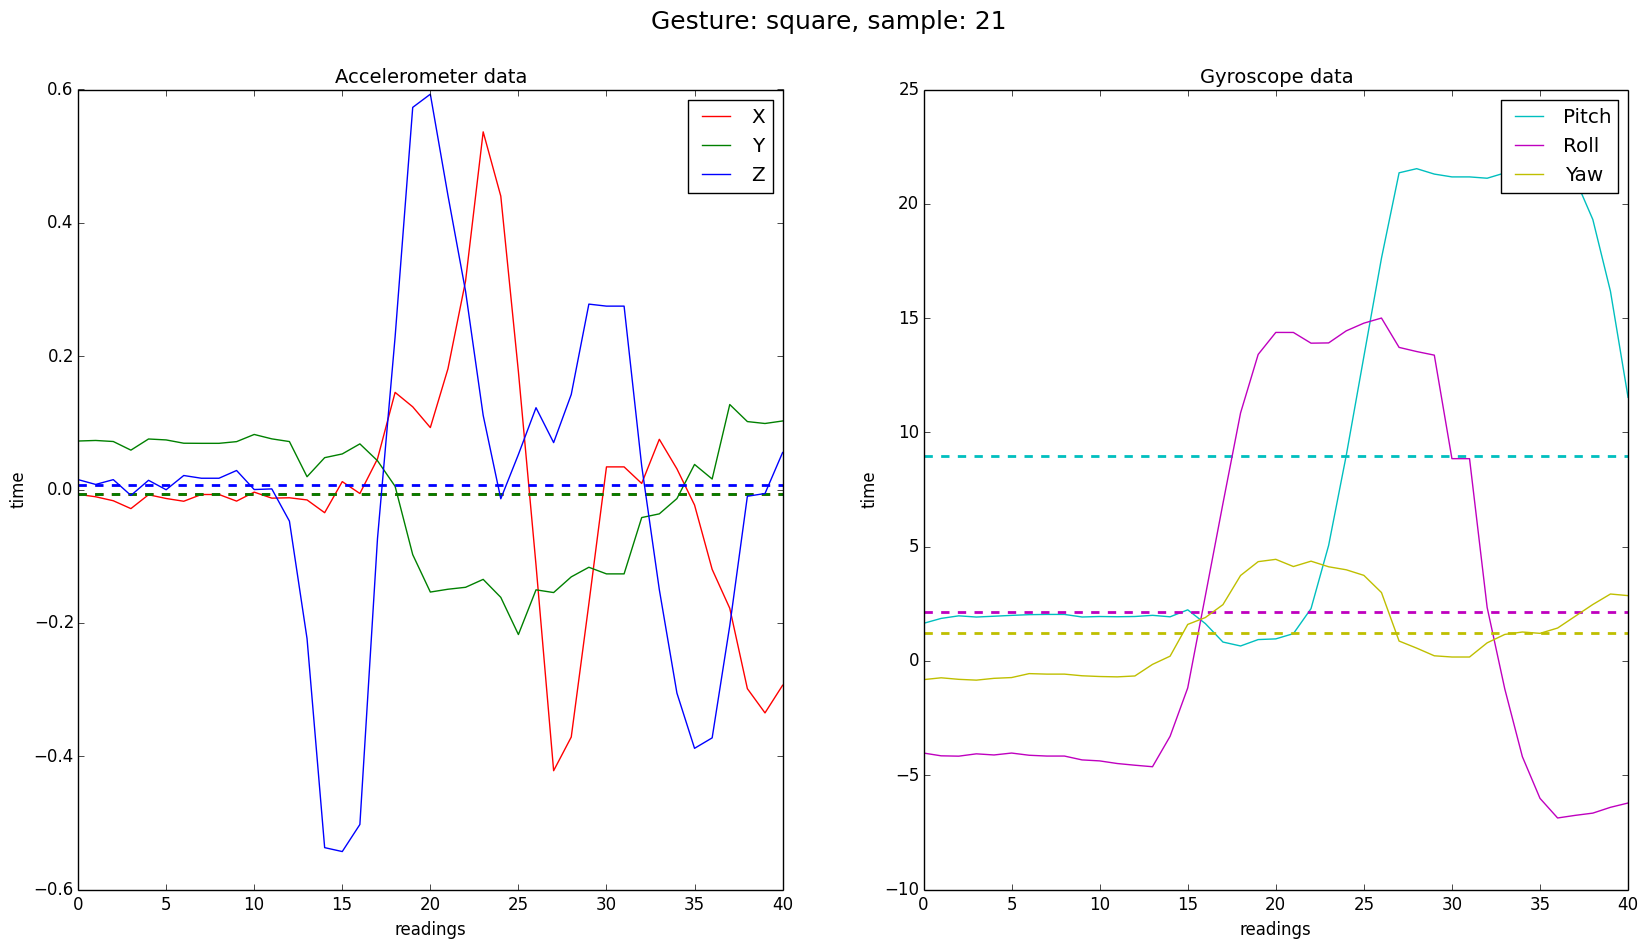 Gesture: square, sample: 21
Accelerometer data
0.6
0.4
0.2
0.0
−0.2
−0.4
−0.6
time
0 5 10 15 20 25 30 35 40
readings
X
Y
Z
Gyroscope data
25
20
15
10
5
0
−5
−10
time
0 5 10 15 20 25 30 35 40
readings
Pitch
Roll
Yaw